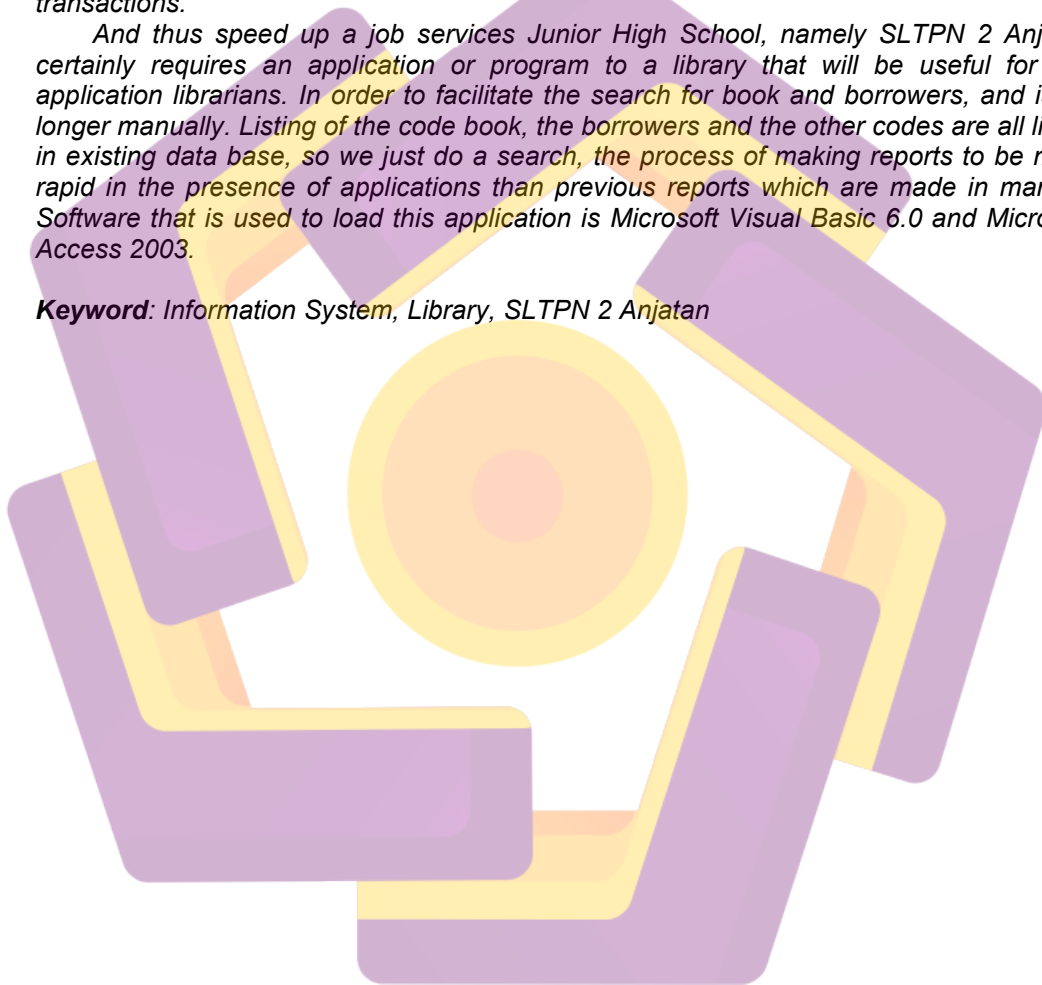 transactions.
And thus speed up a job services Junior High School, namely SLTPN 2 Anj
certainly requires an application or program to a library that will be useful for
application librarians. In order to facilitate the search for book and borrowers, and i
longer manually. Listing of the code book, the borrowers and the other codes are all li
in existing data base, so we just do a search, the process of making reports to be
rapid in the presence of applications than previous reports which are made in man
Software that is used to load this application is Microsoft Visual Basic 6.0 and Micro
Access 2003.
Keyword: Information System, Library, SLTPN 2 Anjatan